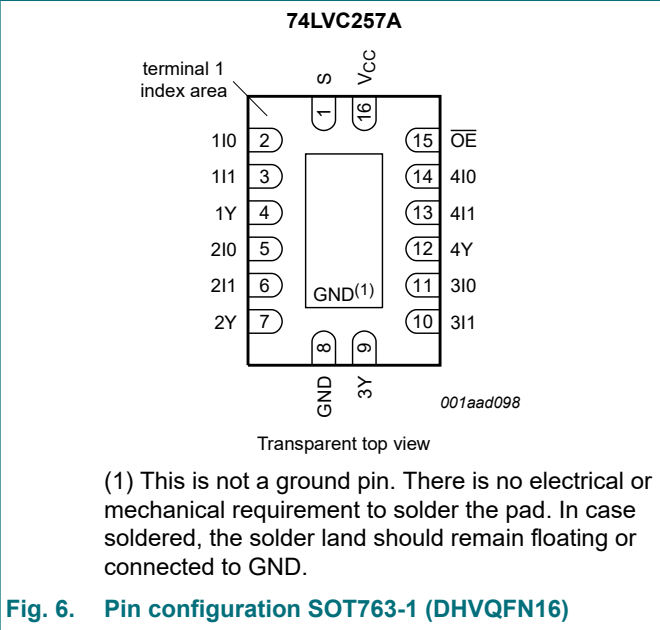 74LVC257A
terminal 1
index area
S
VCC
1
16
1I0 2
15 OE
1I1 3
14 4I0
1Y 4
13 4I1
2I0 5
12 4Y
2I1 6
11 3I0
2Y 7
10 3I1
GND(1)
8
9
GND
3Y
001aad098
Transparent top view
(1) This is not a ground pin. There is no electrical or
mechanical requirement to solder the pad. In case
soldered, the solder land should remain floating or
connected to GND.
Fig. 6. Pin configuration SOT763-1 (DHVQFN16)